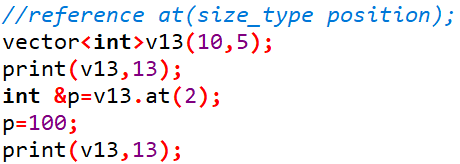 //reference at(size_type position);
vector<int>v13(10,5);
print(v13,13);
int &p=v13.at(2);
p=100;
print(v13,13);